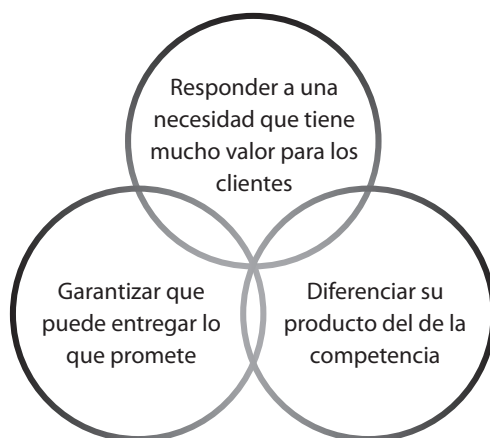 Responder a una
necesidad que tiene
mucho valor para los
clientes
Garantizar que
puede entregar lo
que promete
Diferenciar su
producto del de la
competencia